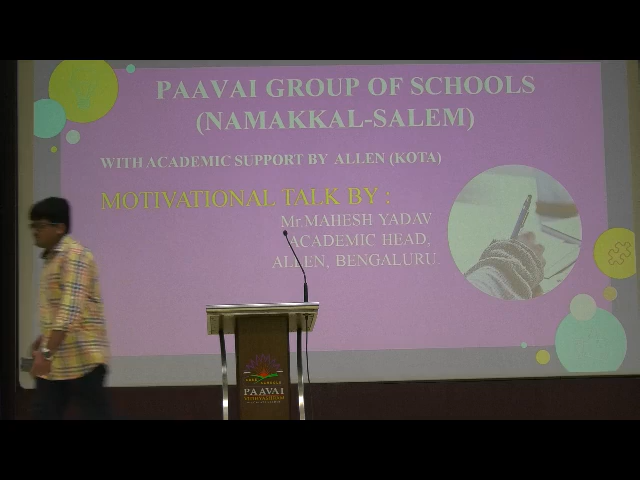 PAAVAI GROUP OF SCHOOLS
(NAMAKKAL-SALEM)
WITH ACADEMIC SUPPORT BY ALLEN (KOTA)
MOTIVATIONAL TALK BY :
Mr.MAHESH YADAV
ACADEMIC HEAD,
ALLEN, BENGALURU.
PAAVAI